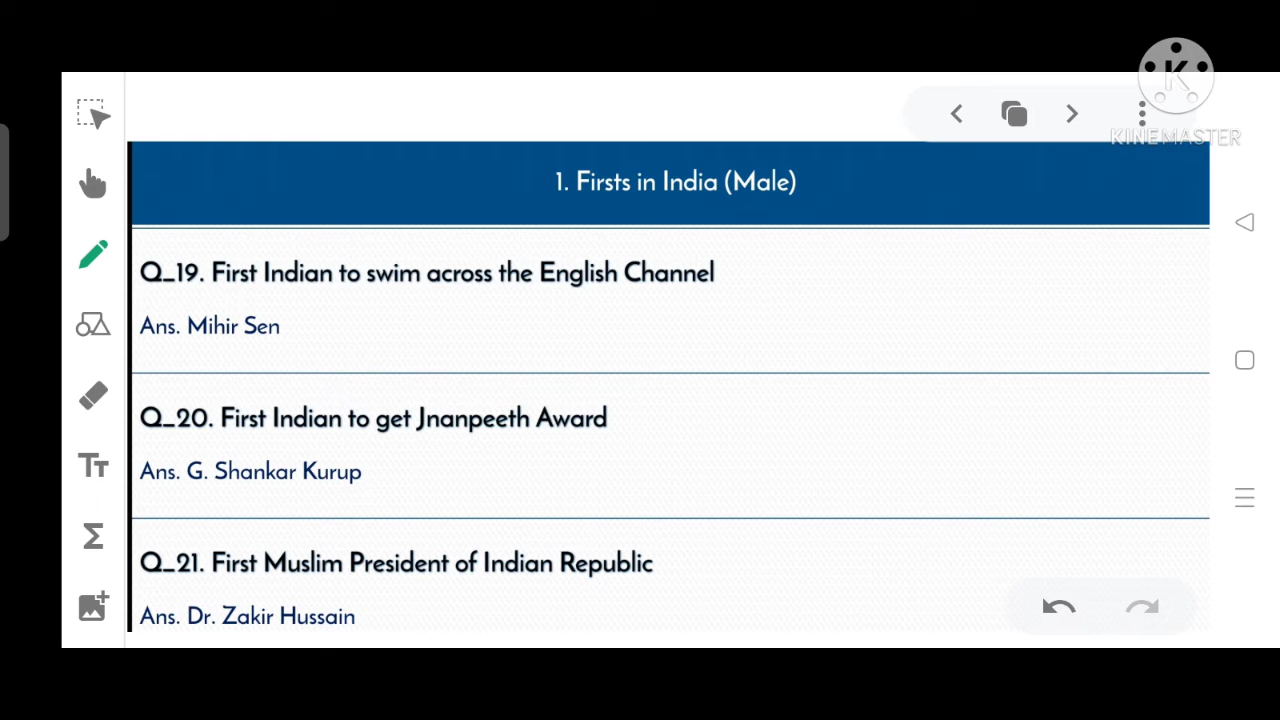 K
KINEMASTER
1. Firsts in India (Male)
Q_19. First Indian to swim across the English Channel
Ans. Mihir Sen
Q_20. First Indian to get Jnanpeeth Award
Ans. G. Shankar Kurup
Q_21. First Muslim President of Indian Republic
Ans. Dr. Zakir Hussain
Tт
Σ